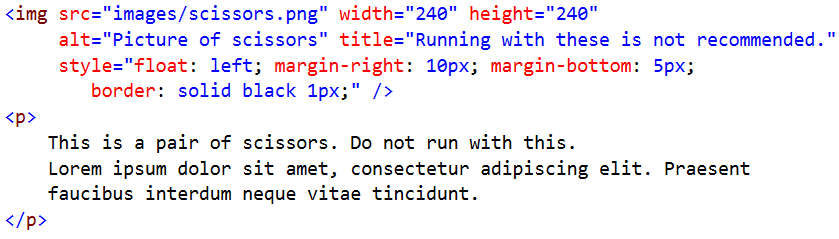 <img src="images/scissors.png" width="240" height="240"
     alt="Picture of scissors" title="Running with these is not recommended."
     style="float: left; margin-right: 10px; margin-bottom: 5px;
        border: solid black 1px;" />
<p>
    This is a pair of scissors. Do not run with this.
    Lorem ipsum dolor sit amet, consectetur adipiscing elit. Praesent
    faucibus interdum neque vitae tincidunt.
</p>